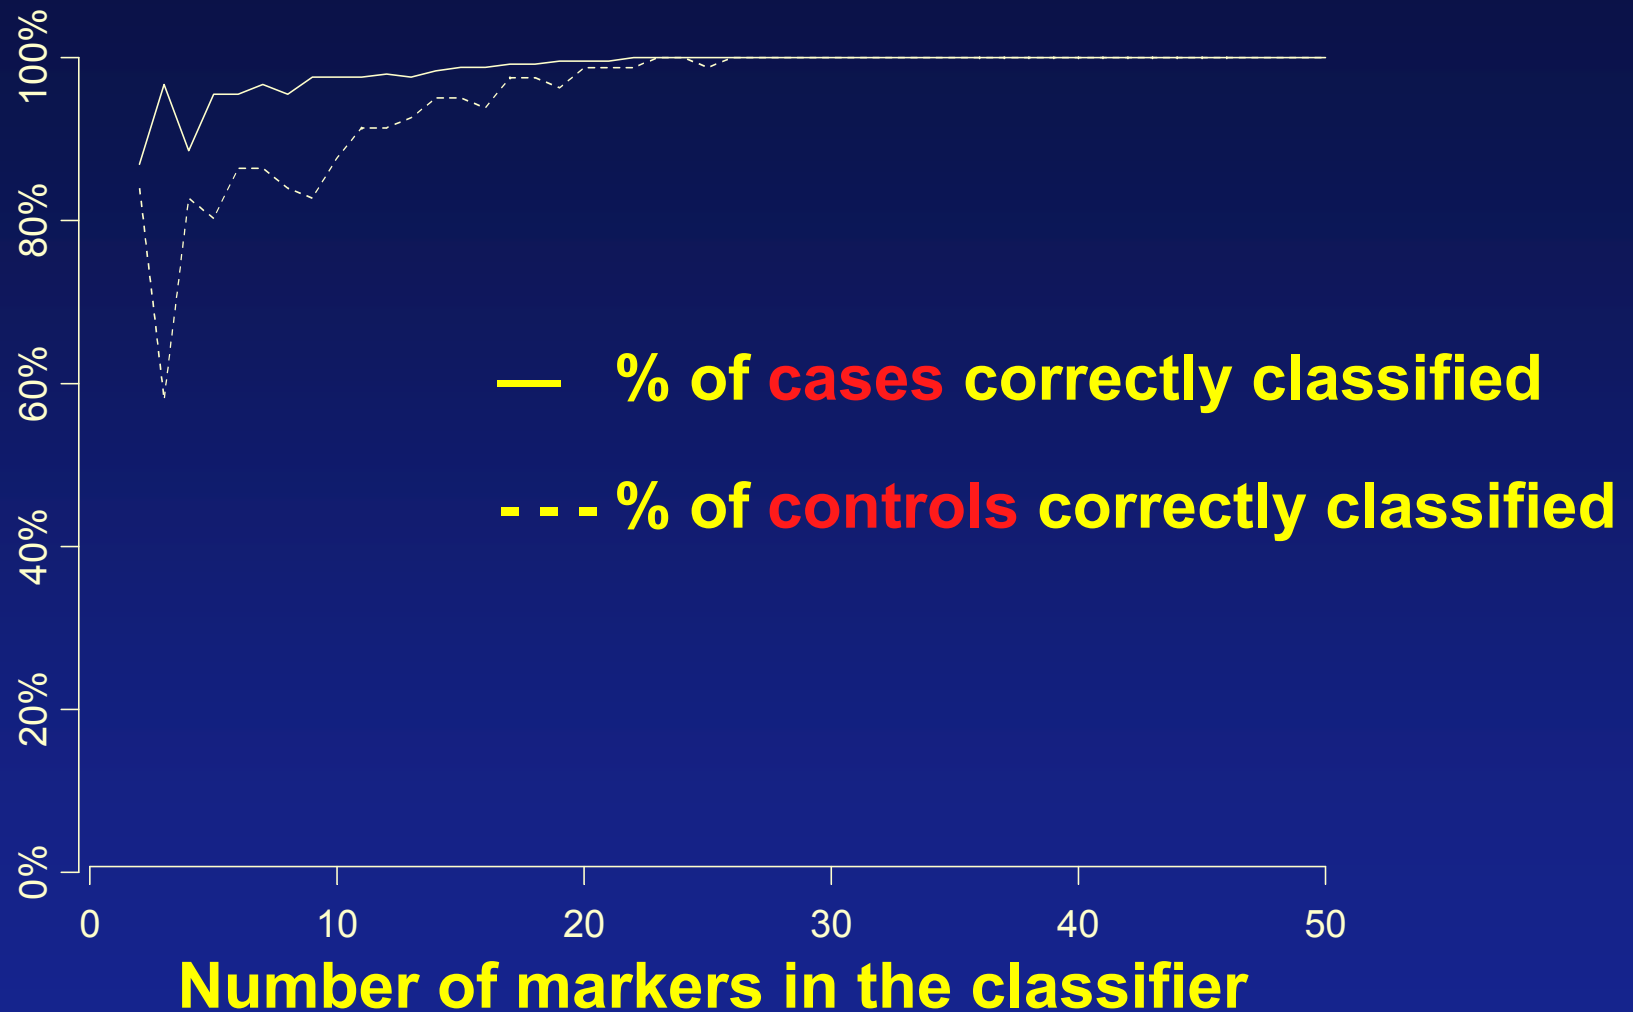 100%
80%
60%
40%
20%
0%
% of cases correctly classified
% of controls correctly classified
0 10 20 30 40 50
Number of markers in the classifier